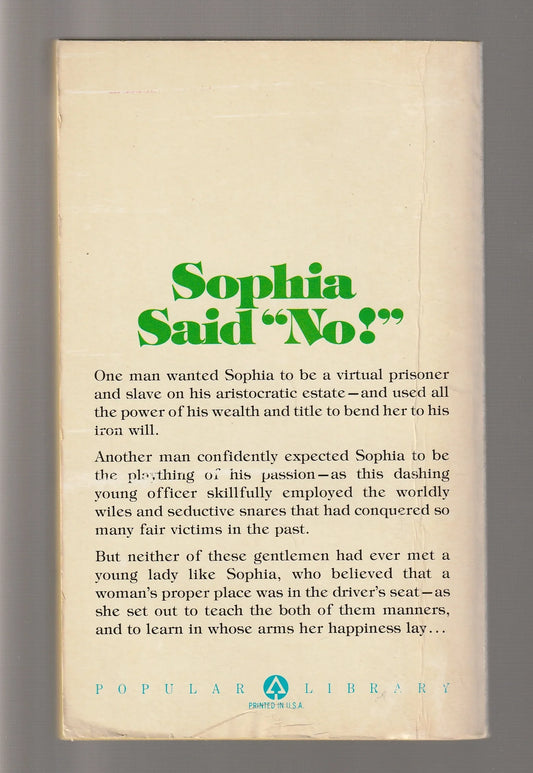 Sophia
Said “No!”
One man wanted Sophia to be a virtual prisoner
and slave on his aristocratic estate—and used all
the power of his wealth and title to bend her to his
iron will.
Another man confidently expected Sophia to be
the plaything of his passion—as this dashing
young officer skillfully employed the worldly
wiles and seductive snares that had conquered so
many fair victims in the past.
But neither of these gentlemen had ever met a
young lady like Sophia, who believed that a
woman’s proper place was in the driver’s seat—as
she set out to teach the both of them manners,
and to learn in whose arms her happiness lay...
POPULAR LIBRARY
PRINTED IN U.S.A.